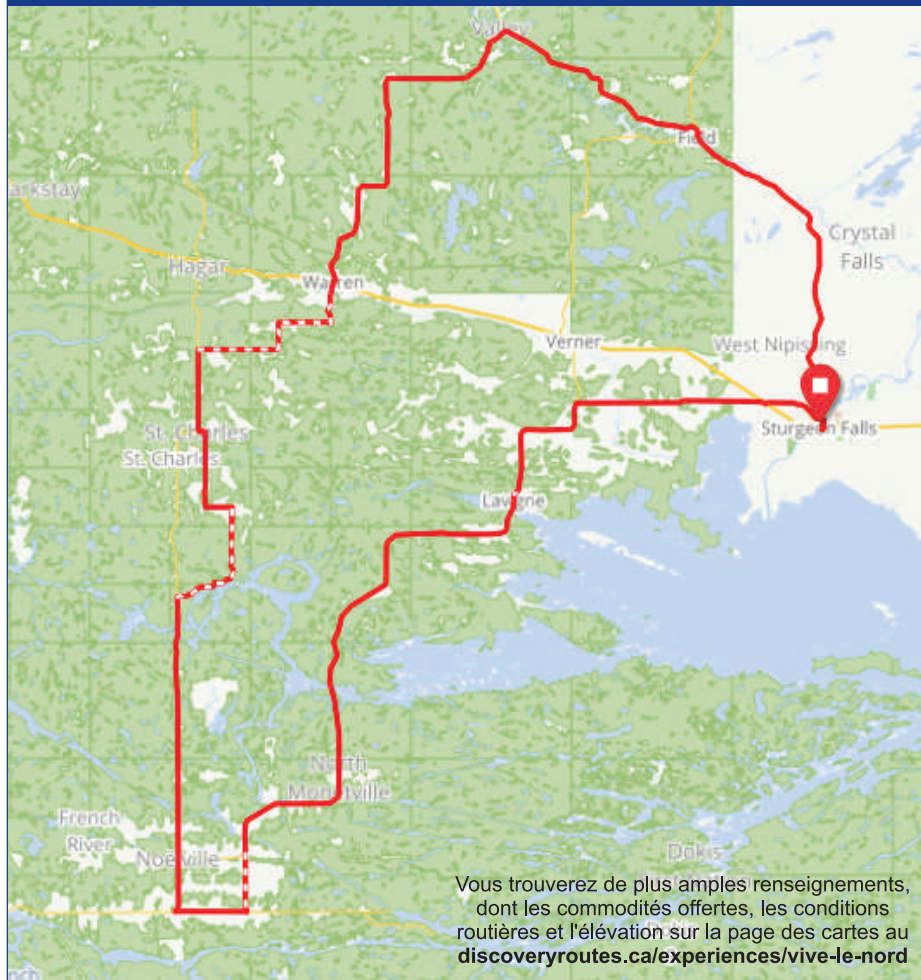 Valley
Field
arkstay
Crystal
Falls
Hagar
Warren
Verner
West Nipissing
Sturgeon Falls
St. Charles
St. Charles
Lavigne
North
Monetville
French
River
Noëlville
Dokis
Vous trouverez de plus amples renseignements,
dont les commodités offertes, les conditions
routières et l'élévation sur la page des cartes au
discoveryroutes.ca/experiences/vive-le-nord
nch